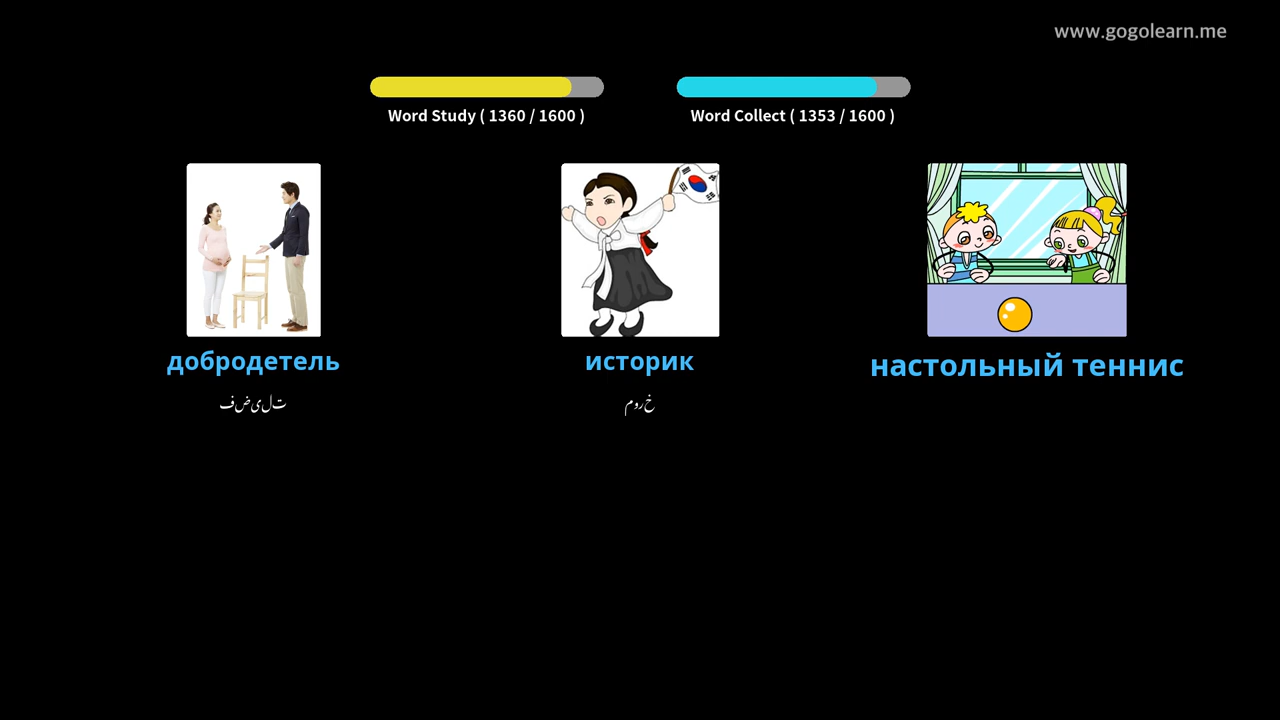 www.gogolearn.me
Word Study ( 1360 / 1600 )
Word Collect ( 1353 / 1600 )
добродетель
историк
настольный теннис
فضیلت
مورخ